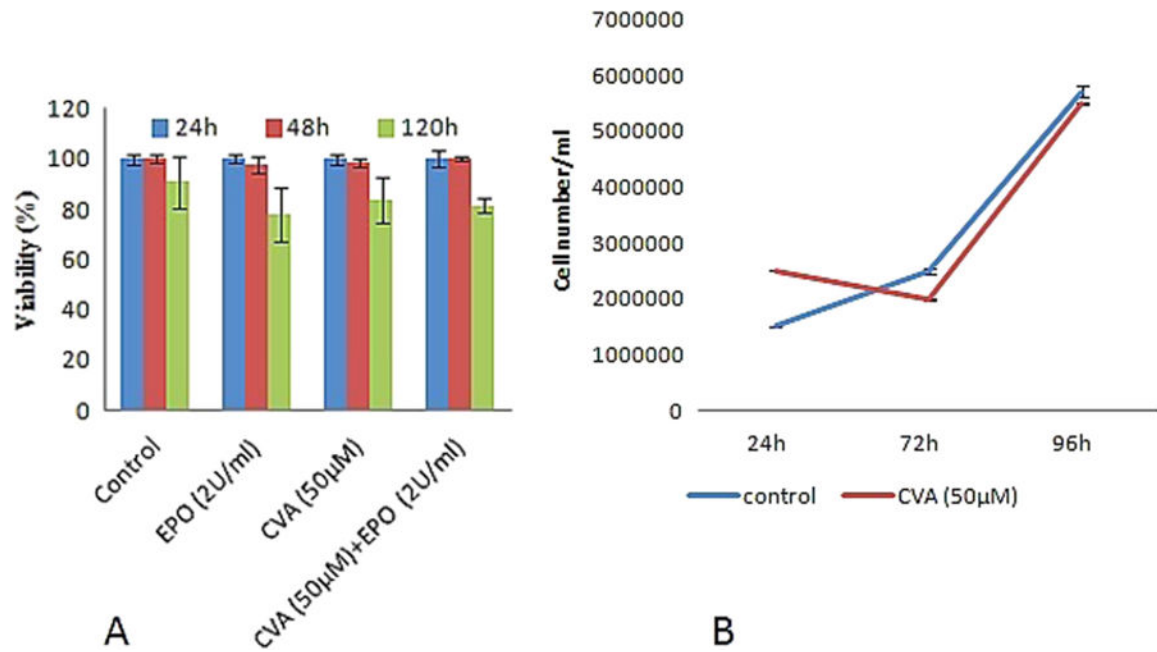 Viability (%)
120
100
80
60
40
20
0
24h 48h 120h
Control
EPO (2U/ml)
CVA (50µM)
CVA (50µM)+EPO (2U/ml)
A
Cell number/ml
7000000
6000000
5000000
4000000
3000000
2000000
1000000
0
24h 72h 96h
control CVA (50µM)
B